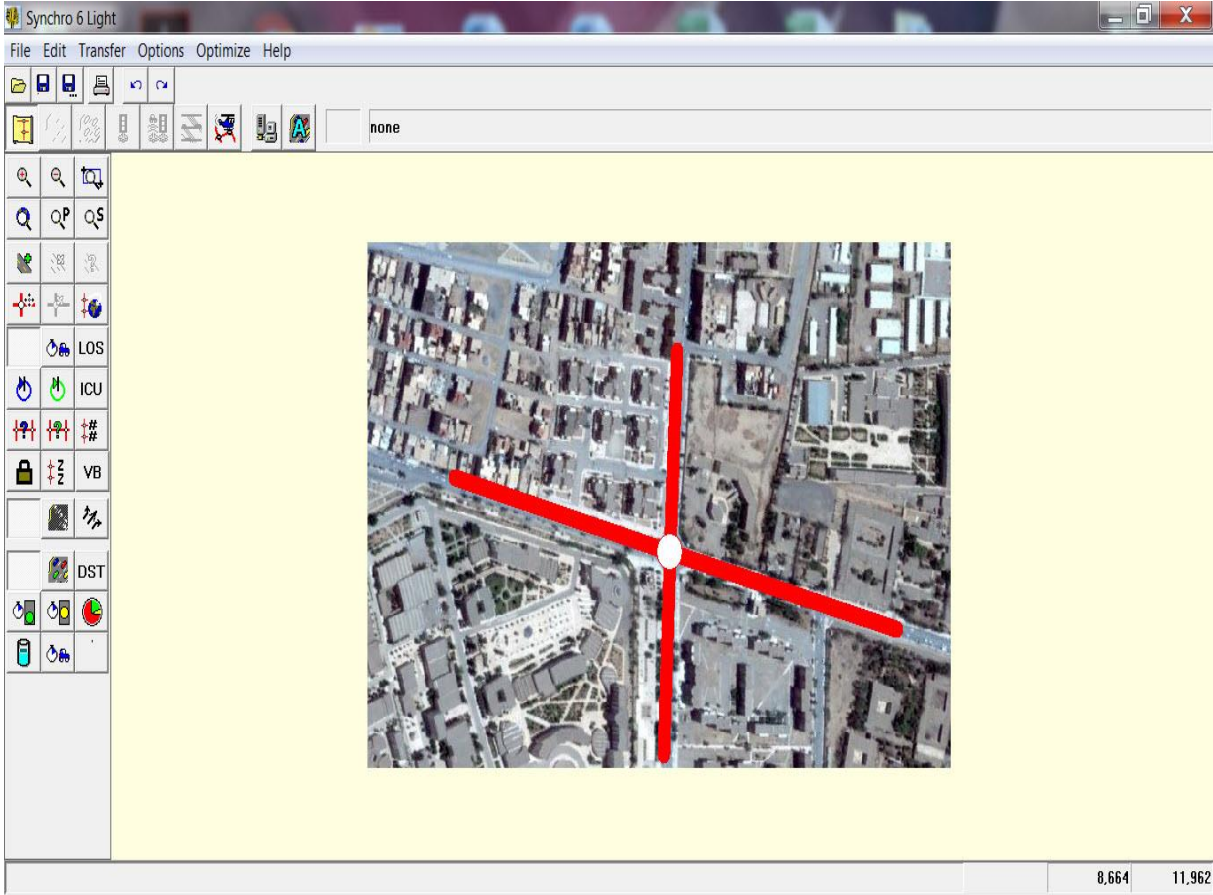 Synchro 6 Light
File Edit Transfer Options Optimize Help
none
P S
LOS
ICU
?
? ? #
#
Z
Z VB
DST
8,664 11,962